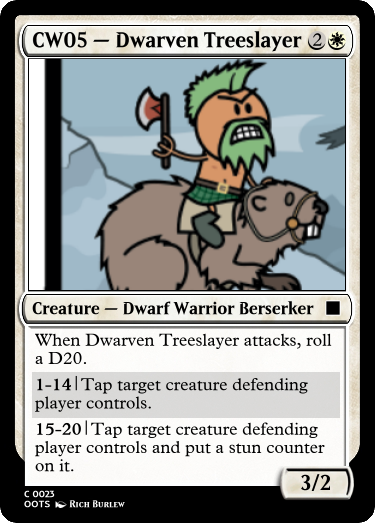 CW05 — Dwarven Treeslayer 2
Creature — Dwarf Warrior Berserker
When Dwarven Treeslayer attacks, roll
a D20.
1-14 | Tap target creature defending
player controls.
15-20 | Tap target creature defending
player controls and put a stun counter
on it.
3/2
C 0023
OOTS Rich Burlew